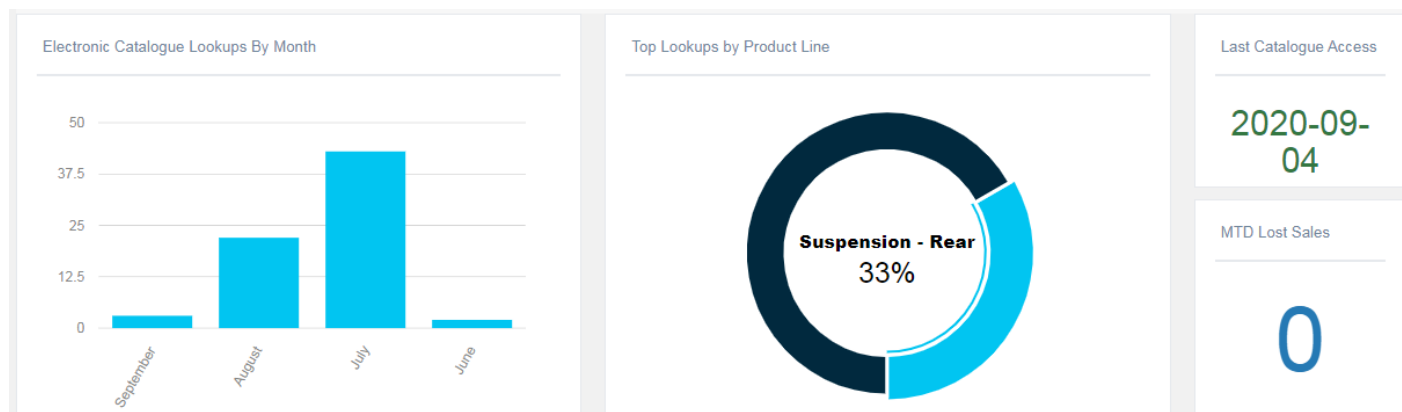 Electronic Catalogue Lookups By Month
50
37.5
25
12.5
0
September
August
July
June
Top Lookups by Product Line
Suspension - Rear
33%
Last Catalogue Access
2020-09-
04
MTD Lost Sales
0